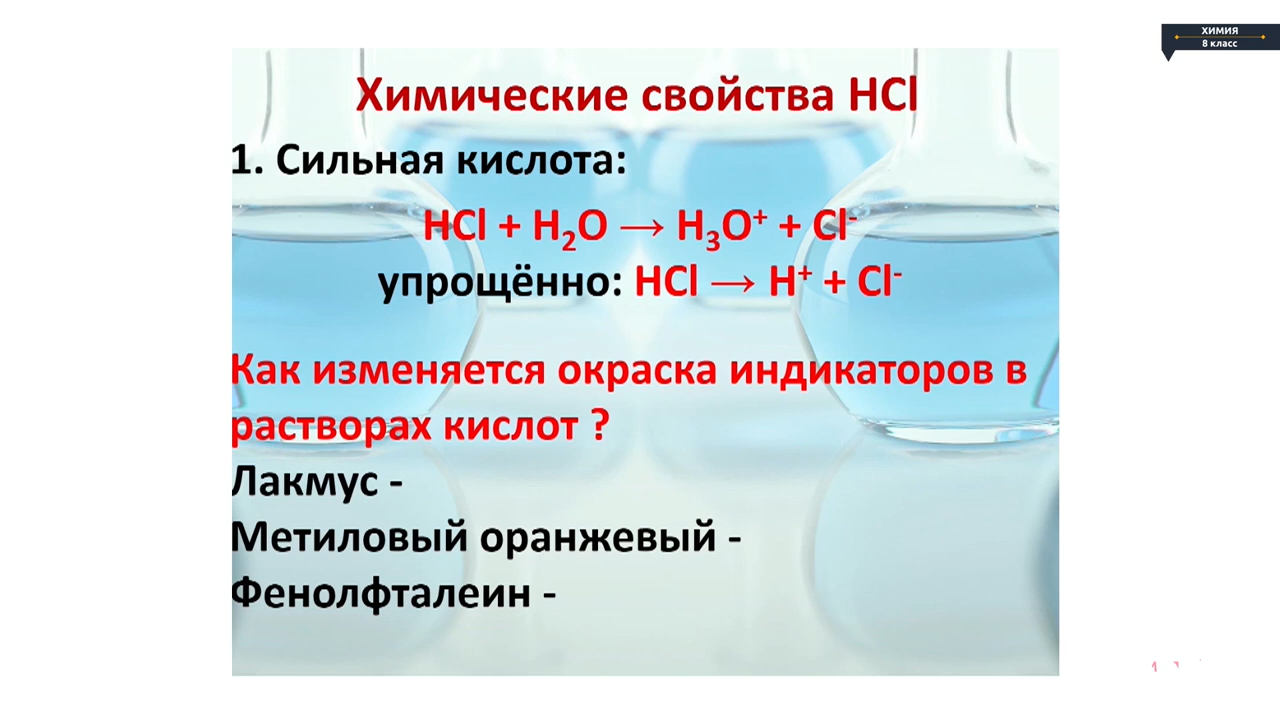 ХИМИЯ
8 класс
Химические свойства HCl
1. Сильная кислота:
HCl + H₂O → H₃O⁺ + Cl⁻
упрощённо: HCl → H⁺ + Cl⁻
Как изменяется окраска индикаторов в
растворах кислот ?
Лакмус -
Метиловый оранжевый -
Фенолфталеин -